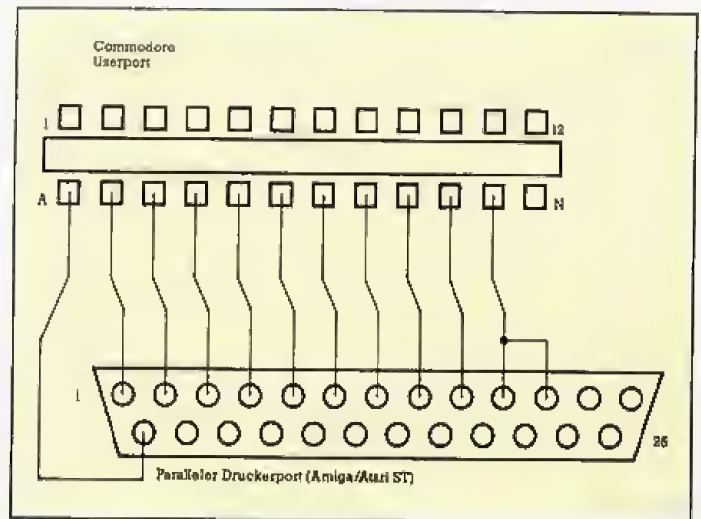 Commodore
Userport
1
12
A
N
1
25
Paralleler Druckerport (Amiga/Atari ST)